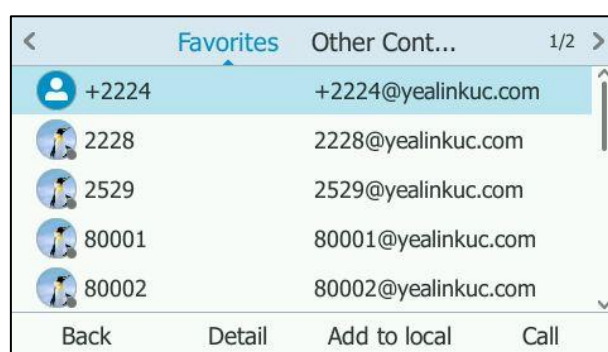 Favorites Other Cont... 1/2
+2224 +2224@yealinkuc.com
2228 2228@yealinkuc.com
2529 2529@yealinkuc.com
80001 80001@yealinkuc.com
80002 80002@yealinkuc.com
Back Detail Add to local Call